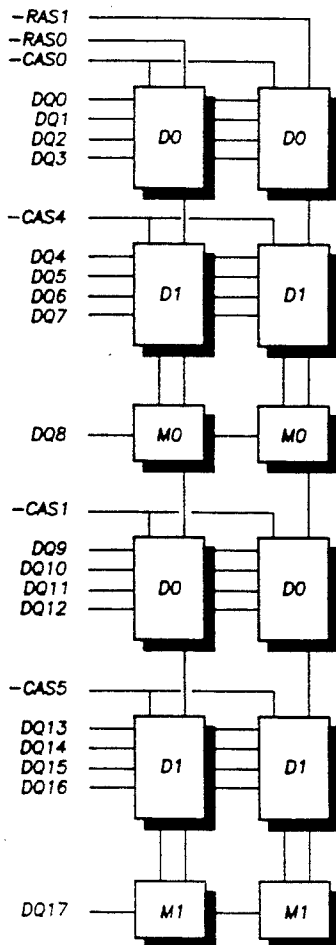 -RAS1
-RAS0
-CAS0
DQ0
DQ1
DQ2
DQ3
D0 D0
-CAS4
DQ4
DQ5
DQ6
DQ7
D1 D1
DQ8 M0 M0
-CAS1
DQ9
DQ10
DQ11
DQ12
D0 D0
-CAS5
DQ13
DQ14
DQ15
DQ16
D1 D1
DQ17 M1 M1